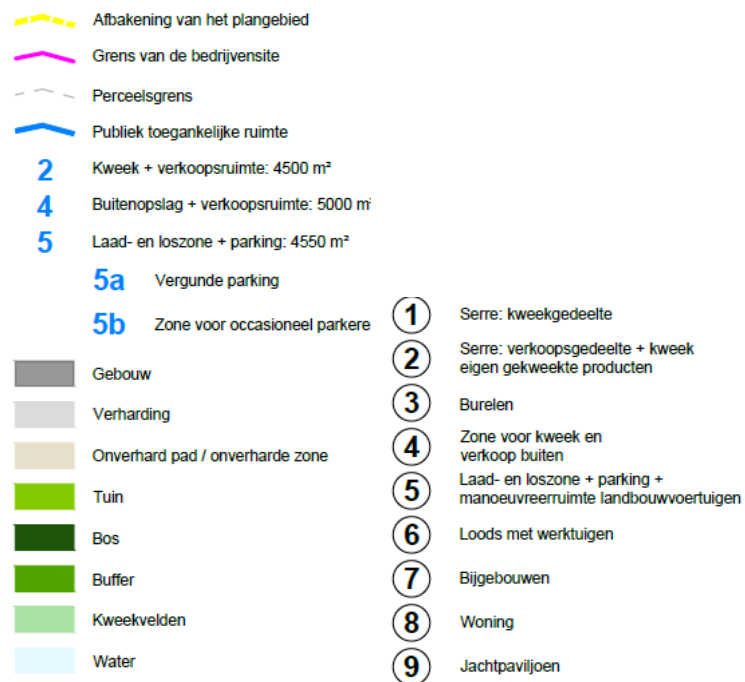 Afbakening van het plangebied
Grens van de bedrijvensite
Perceelsgrens
Publiek toegankelijke ruimte
2 Kweek + verkoopsruimte: 4500 m²
4 Buitenopslag + verkoopsruimte: 5000 m
5 Laad- en loszone + parking: 4550 m²
5a Vergunde parking
5b Zone voor occasioneel parkere
Gebouw
Verharding
Onverhard pad / onverharde zone
Tuin
Bos
Buffer
Kweekvelden
Water
1 Serre: kweekgedeelte
2 Serre: verkoopsgedeelte + kweek
eigen gekweekte producten
3 Burelen
4 Zone voor kweek en
verkoop buiten
5 Laad- en loszone + parking +
manoeuvreerruimte landbouwvoertuigen
6 Loods met werktuigen
7 Bijgebouwen
8 Woning
9 Jachtpaviljoen